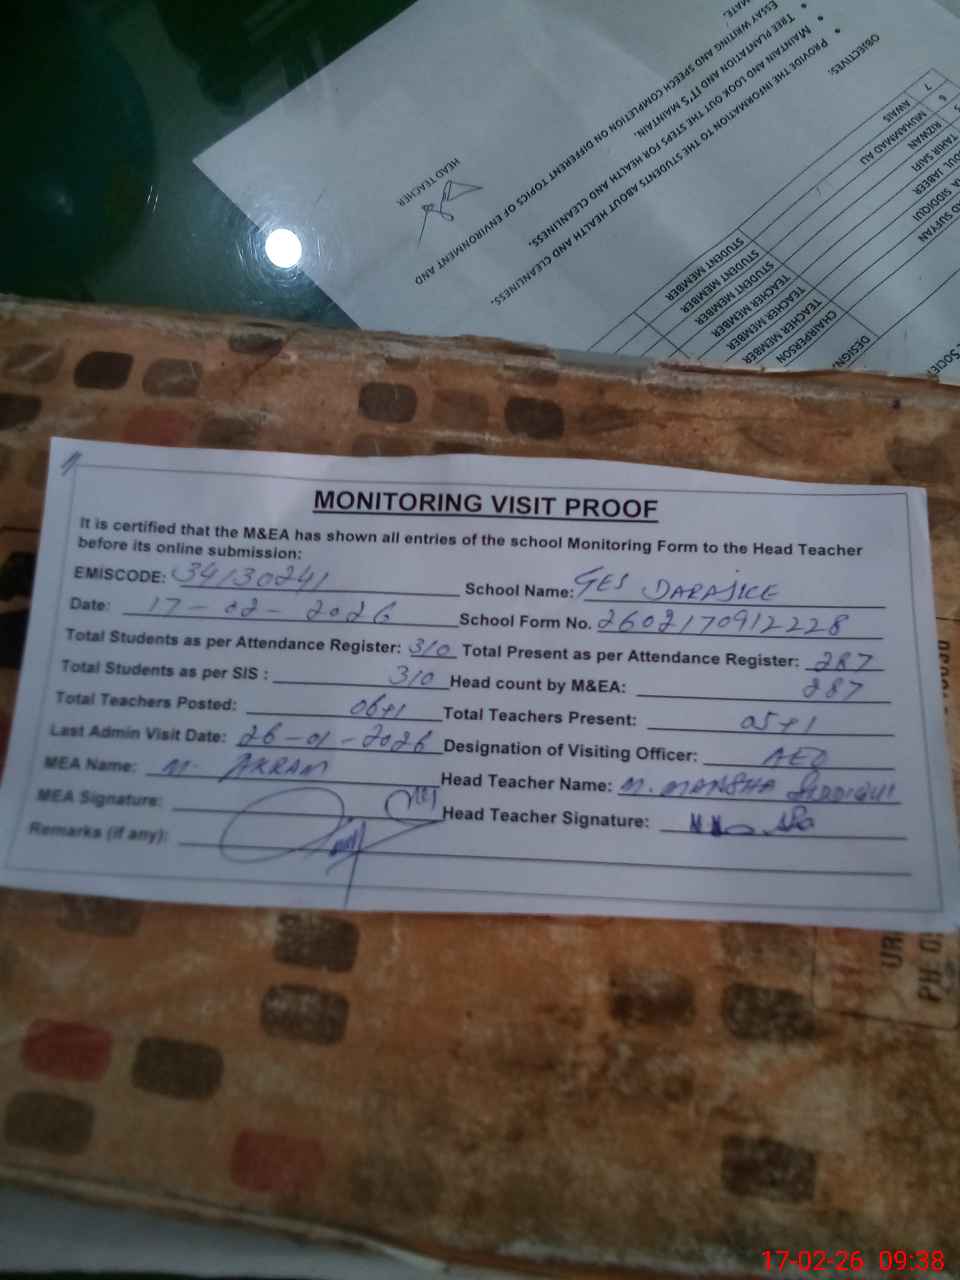 OBJECTIVES:
PROVIDE THE INFORMATION TO THE STUDENTS ABOUT HEALTH AND CLEANLINESS.
MAINTAIN AND LOOK OUT THE STEPS FOR HEALTH AND CLEANLINESS.
TREE PLANTATION AND IT'S MAINTAIN.
ESSAY WRITING AND SPEECH COMPLETION ON DIFFERENT TOPICS OF ENVIRONMENT AND
HEAD TEACHER
CHAIRPERSON
TEACHER MEMBER
TEACHER MEMBER
STUDENT MEMBER
STUDENT MEMBER
6 MUHAMMAD ALI STUDENT MEMBER
7 AWAIS
MONITORING VISIT PROOF
It is certified that the M&EA has shown all entries of the school Monitoring Form to the Head Teacher
before its online submission:
EMISCODE: 34130241 School Name: GES DARAJKE
Date: 17-02-2026 School Form No. 2602170912228
Total Students as per Attendance Register: 310 Total Present as per Attendance Register: 287
Total Students as per SIS : 310 Head count by M&EA: 287
Total Teachers Posted: 06+1 Total Teachers Present: 05+1
Last Admin Visit Date: 26-01-2026 Designation of Visiting Officer: AEO
MEA Name: M. AKRAM Head Teacher Name: M. MANSHA SIDDIQUI
MEA Signature: Head Teacher Signature:
Remarks (if any):
17-02-26 09:38